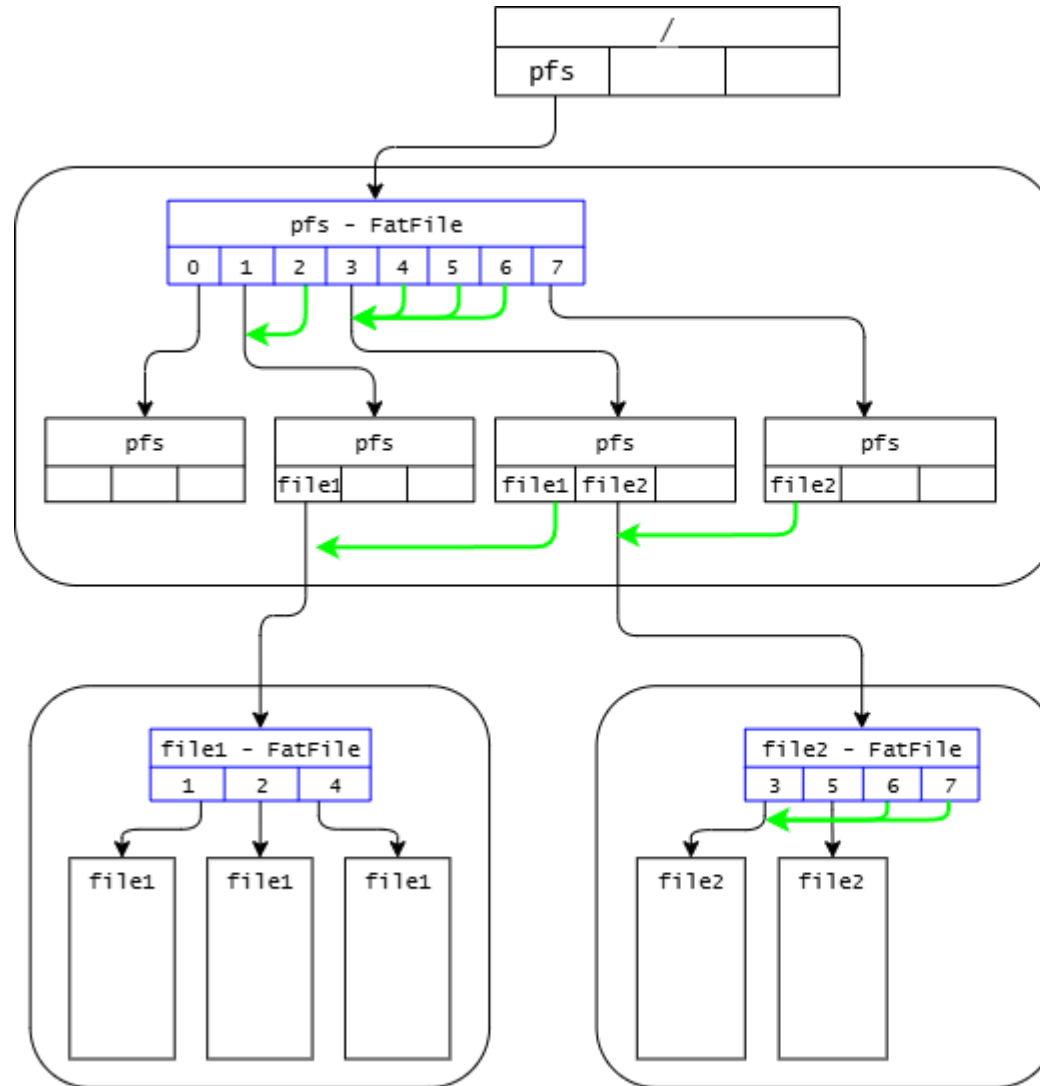 /
pfs
pfs - FatFile
0 1 2 3 4 5 6 7
pfs pfs pfs pfs
file1 file1 file2 file2
file1 - FatFile file2 - FatFile
1 2 4 3 5 6 7
file1 file1 file1 file2 file2